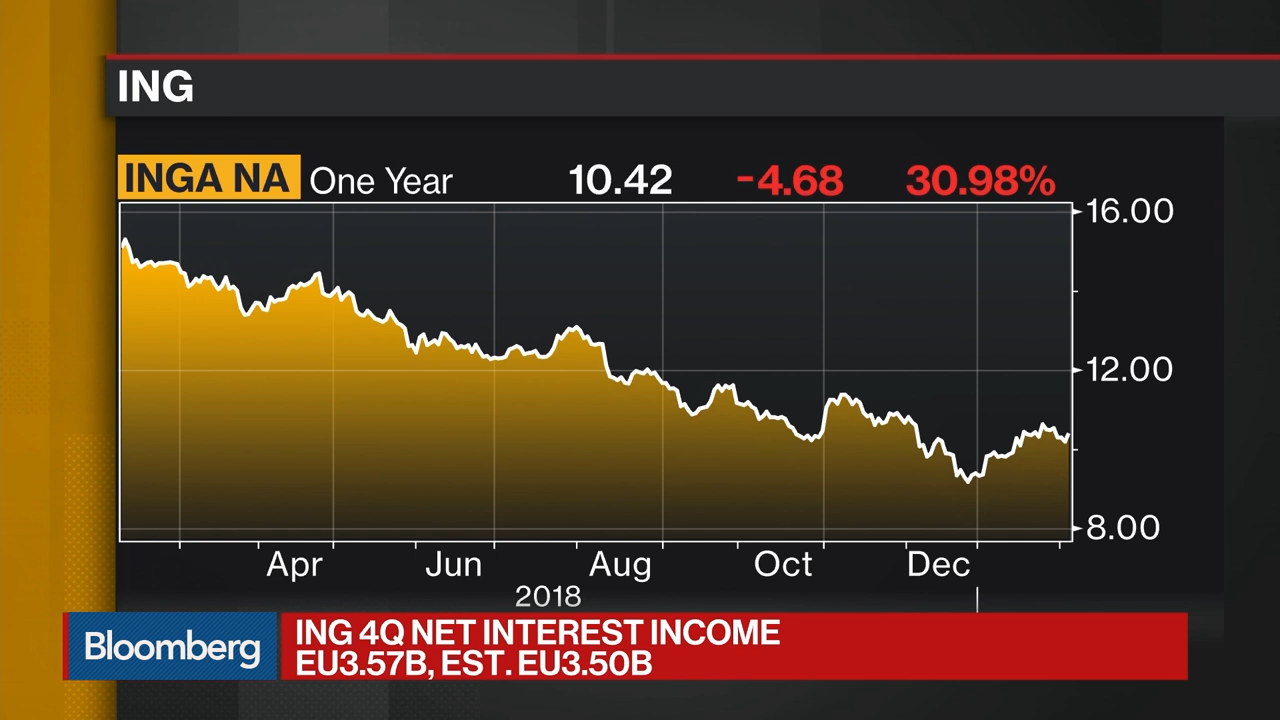 ING
INGA NA One Year 10.42 -4.68 30.98%
16.00
12.00
8.00
Apr Jun Aug Oct Dec
2018
Bloomberg
ING 4Q NET INTEREST INCOME
EU3.57B, EST. EU3.50B